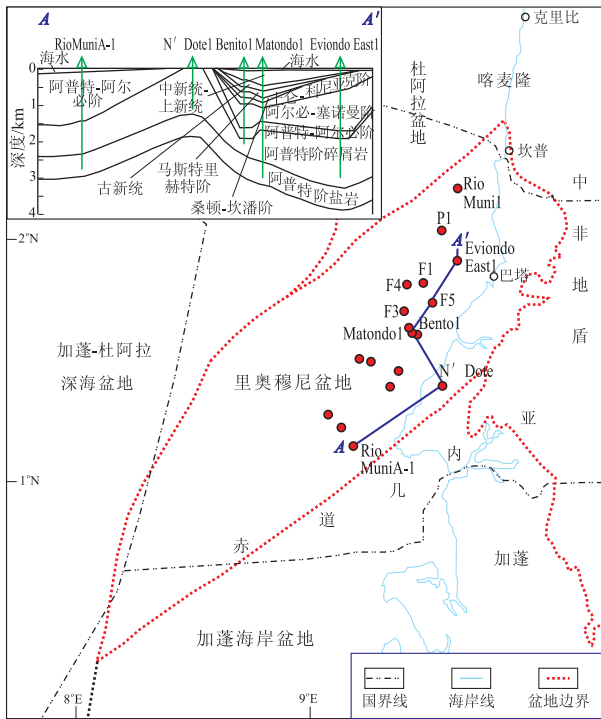 A
A'
RioMuniA-1
N' Dote1
Benito1
Matondo1
Eviondo East1
海水
海水
0
1
2
3
4
深度/km
阿普特-阿尔
必阶
中新统-
上新统
阿尔必-塞诺曼阶
阿普特-阿尔必阶
阿普特阶碎屑岩
阿普特阶盐岩
马斯特里
赫特阶
古新统
桑顿-坎潘阶
克里比
喀麦隆
杜阿拉盆地
坎普
中非地盾
Rio
Muni1
P1
A'
Eviondo
East1
巴塔
F4
F1
F5
F3
Matondo1
Bento1
2°N
加蓬-杜阿拉
深海盆地
里奥穆尼盆地
N' Dote
A
Rio
MuniA-1
1°N
赤道几内亚
加蓬
加蓬海岸盆地
8°E
9°E
国界线
海岸线
盆地边界